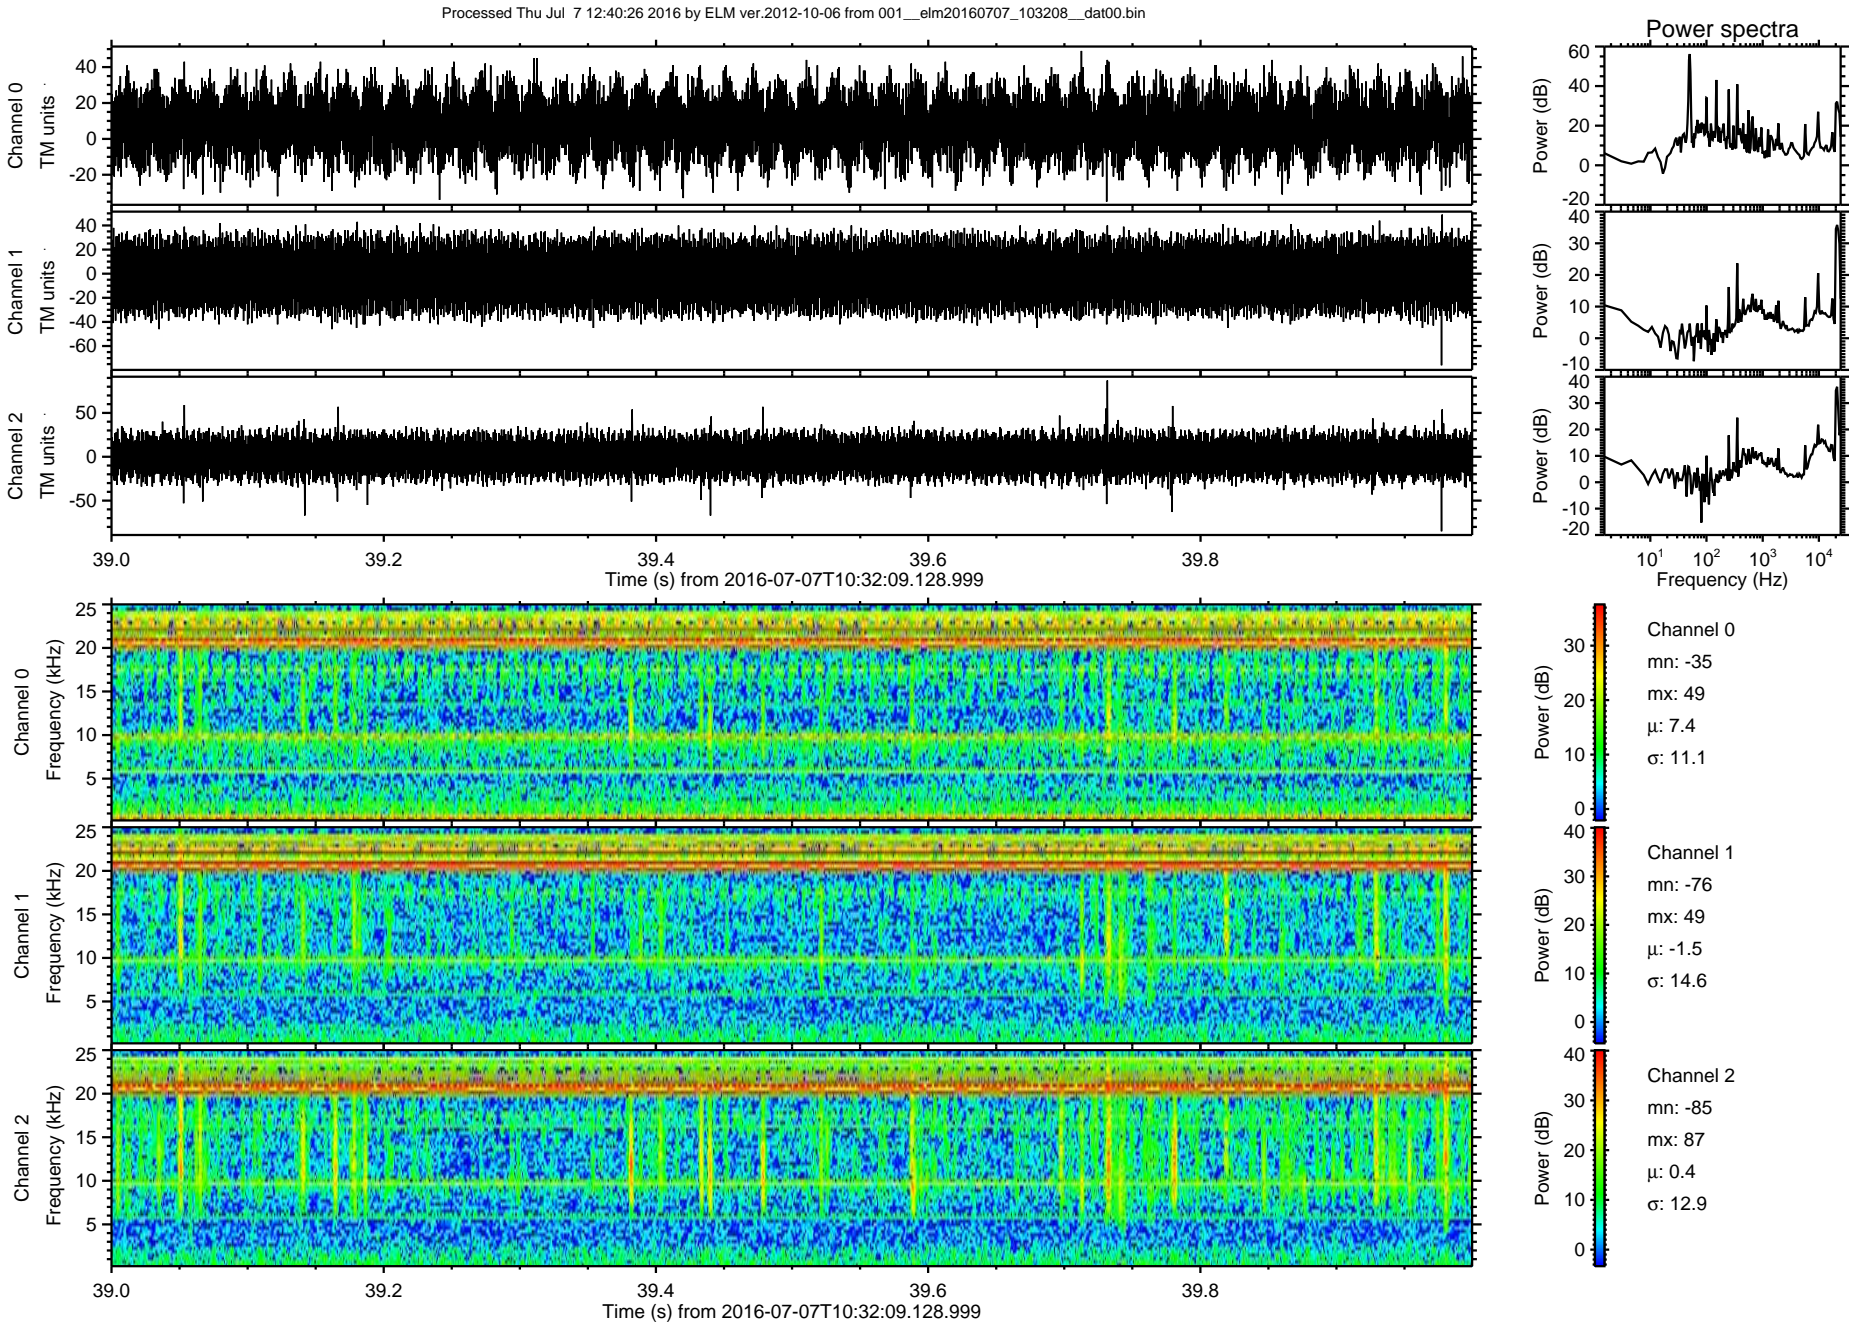 Processed Thu Jul 7 12:40:26 2016 by ELM ver.2012-10-06 from 001__elm20160707_103208__dat00.bin
Power spectra
Channel 0
TM units
40
20
0
-20
Power (dB)
60
40
20
0
-20
Channel 1
TM units
40
20
0
-20
-40
-60
Power (dB)
40
30
20
10
0
-10
Channel 2
TM units
50
0
-50
Power (dB)
40
30
20
10
0
-10
-20
39.0 39.2 39.4 39.6 39.8
Time (s) from 2016-07-07T10:32:09.128.999
10¹ 10² 10³ 10⁴
Frequency (Hz)
Channel 0
Frequency (kHz)
25
20
15
10
5
Power (dB)
30
20
10
0
Channel 0
mn: -35
mx: 49
μ: 7.4
σ: 11.1
Channel 1
Frequency (kHz)
25
20
15
10
5
Power (dB)
40
30
20
10
0
Channel 1
mn: -76
mx: 49
μ: -1.5
σ: 14.6
Channel 2
Frequency (kHz)
25
20
15
10
5
Power (dB)
40
30
20
10
0
Channel 2
mn: -85
mx: 87
μ: 0.4
σ: 12.9
39.0 39.2 39.4 39.6 39.8
Time (s) from 2016-07-07T10:32:09.128.999